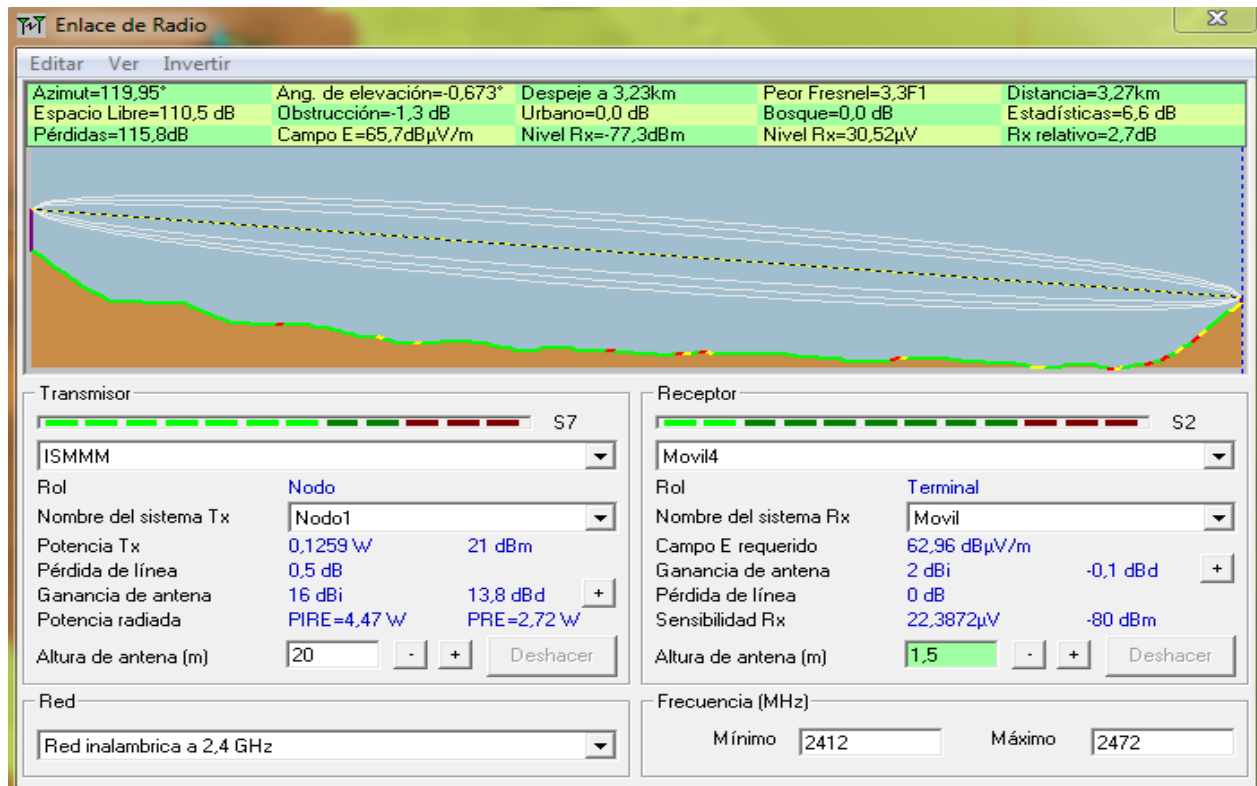 Enlace de Radio
Editar Ver Invertir
Azimut=119,95° Ang. de elevación=-0,673° Despeje a 3,23km Peor Fresnel=3,3F1 Distancia=3,27km
Espacio Libre=110,5 dB Obstrucción=-1,3 dB Urbano=0,0 dB Bosque=0,0 dB Estadísticas=6,6 dB
Pérdidas=115,8dB Campo E=65,7dBμV/m Nivel Rx=-77,3dBm Nivel Rx=30,52μV Rx relativo=2,7dB
Transmisor
S7
ISMMM
Rol Nodo
Nombre del sistema Tx Nodo1
Potencia Tx 0,1259 W 21 dBm
Pérdida de línea 0,5 dB
Ganancia de antena 16 dBi 13,8 dBd +
Potencia radiada PIRE=4,47 W PRE=2,72 W
Altura de antena (m) 20 - + Deshacer
Receptor
S2
Movil4
Rol Terminal
Nombre del sistema Rx Movil
Campo E requerido 62,96 dBμV/m
Ganancia de antena 2 dBi -0,1 dBd +
Pérdida de línea 0 dB
Sensibilidad Rx 22,3872μV -80 dBm
Altura de antena (m) 1,5 - + Deshacer
Red
Red inalambrica a 2,4 GHz
Frecuencia (MHz)
Mínimo 2412 Máximo 2472